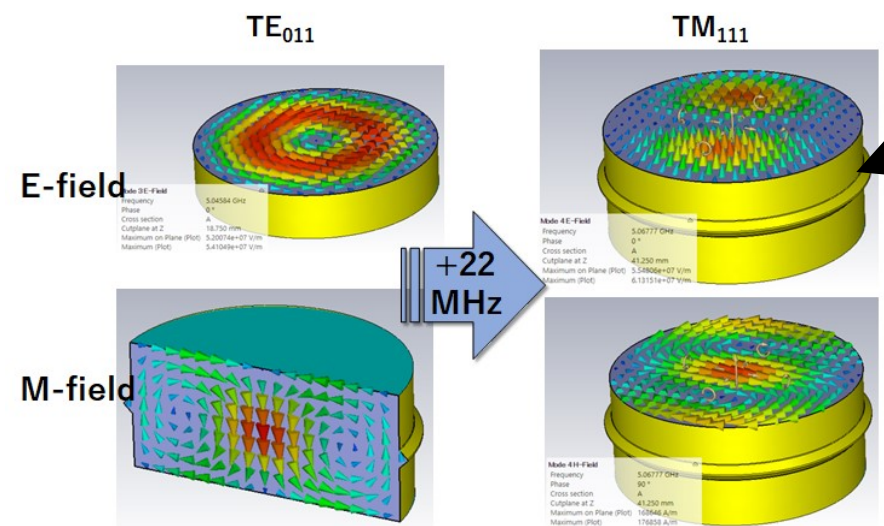 TE011
TM111
E-field
Mode 3 E-Field
Frequency 5.04584 GHz
Phase 0 °
Cross section A
Cutplane at Z 18.750 mm
Maximum on Plane (Plot) 5.20074e+07 V/m
Maximum (Plot) 5.41049e+07 V/m
Mode 4 E-Field
Frequency 5.06777 GHz
Phase 0 °
Cross section A
Cutplane at Z 41.250 mm
Maximum on Plane (Plot) 5.54806e+07 V/m
Maximum (Plot) 6.13151e+07 V/m
+22
MHz
M-field
Mode 4 H-Field
Frequency 5.06777 GHz
Phase 90 °
Cross section A
Cutplane at Z 41.250 mm
Maximum on Plane (Plot) 168646 A/m
Maximum (Plot) 176858 A/m